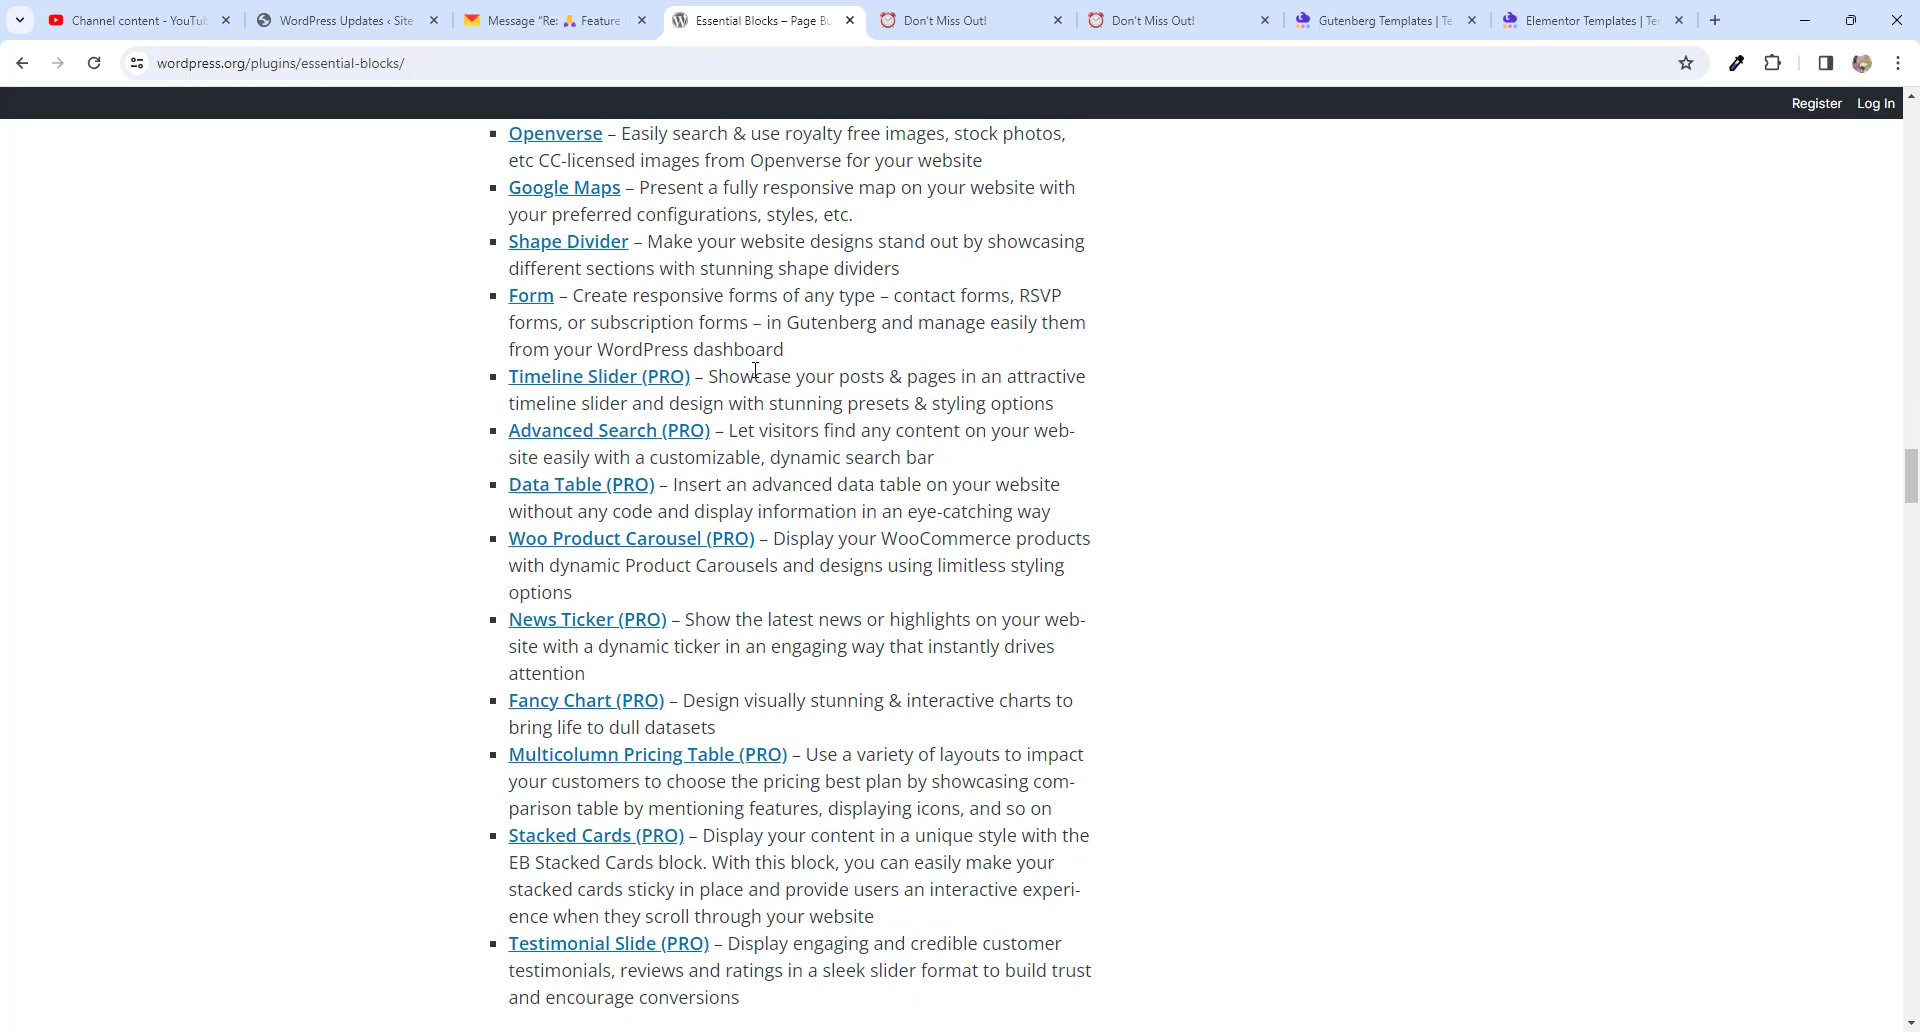 Channel content - YouTub
WordPress Updates ‹ Site
Message "Re: 🙏 Feature
Essential Blocks – Page Bu
Don't Miss Out!
Don't Miss Out!
Gutenberg Templates | Te
Elementor Templates | Ter
wordpress.org/plugins/essential-blocks/
Register Log In
Openverse – Easily search & use royalty free images, stock photos,
etc CC-licensed images from Openverse for your website
Google Maps – Present a fully responsive map on your website with
your preferred configurations, styles, etc.
Shape Divider – Make your website designs stand out by showcasing
different sections with stunning shape dividers
Form – Create responsive forms of any type – contact forms, RSVP
forms, or subscription forms – in Gutenberg and manage easily them
from your WordPress dashboard
Timeline Slider (PRO) – Showcase your posts & pages in an attractive
timeline slider and design with stunning presets & styling options
Advanced Search (PRO) – Let visitors find any content on your web-
site easily with a customizable, dynamic search bar
Data Table (PRO) – Insert an advanced data table on your website
without any code and display information in an eye-catching way
Woo Product Carousel (PRO) – Display your WooCommerce products
with dynamic Product Carousels and designs using limitless styling
options
News Ticker (PRO) – Show the latest news or highlights on your web-
site with a dynamic ticker in an engaging way that instantly drives
attention
Fancy Chart (PRO) – Design visually stunning & interactive charts to
bring life to dull datasets
Multicolumn Pricing Table (PRO) – Use a variety of layouts to impact
your customers to choose the pricing best plan by showcasing com-
parison table by mentioning features, displaying icons, and so on
Stacked Cards (PRO) – Display your content in a unique style with the
EB Stacked Cards block. With this block, you can easily make your
stacked cards sticky in place and provide users an interactive experi-
ence when they scroll through your website
Testimonial Slide (PRO) – Display engaging and credible customer
testimonials, reviews and ratings in a sleek slider format to build trust
and encourage conversions